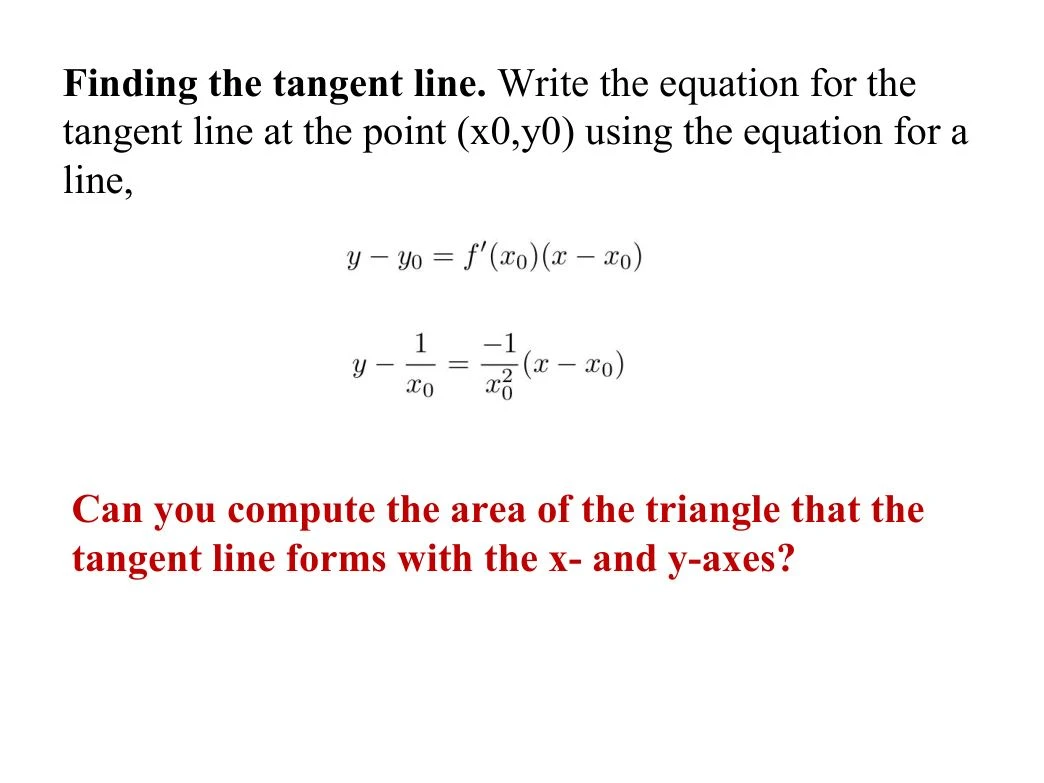 Finding the tangent line. Write the equation for the
tangent line at the point (x0,y0) using the equation for a
line,
y − y₀ = f′(x₀)(x − x₀)
y − 1/x₀ = −1/x₀²(x − x₀)
Can you compute the area of the triangle that the
tangent line forms with the x- and y-axes?